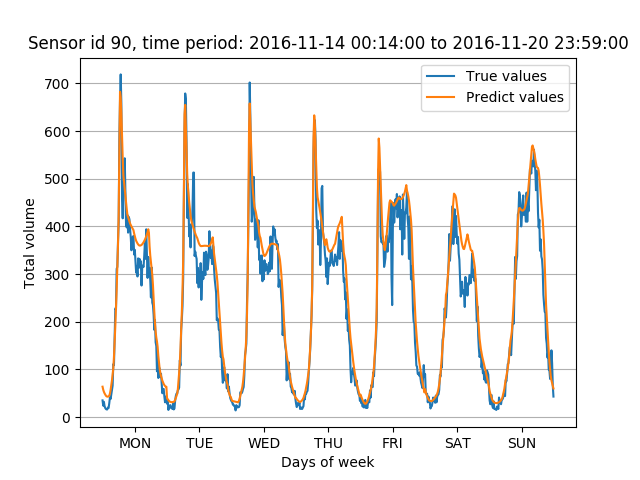 Sensor id 90, time period: 2016-11-14 00:14:00 to 2016-11-20 23:59:00
True values
Predict values
700
600
500
400
300
200
100
0
Total volume
MON TUE WED THU FRI SAT SUN
Days of week